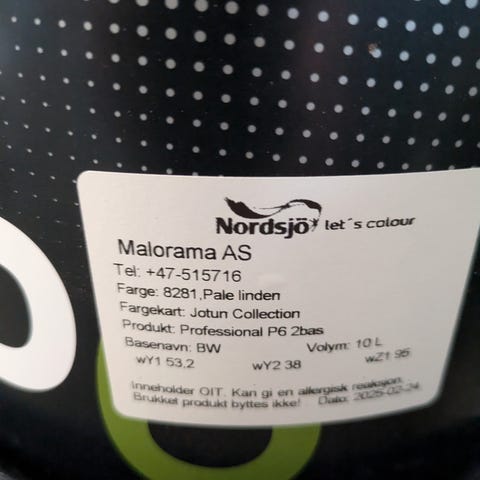 Nordsjö let´s colour
Malorama AS
Tel: +47-515716
Farge: 8281,Pale linden
Fargekart: Jotun Collection
Produkt: Professional P6 2bas
Basenavn: BW Volym: 10 L
wY1 53,2 wY2 38 wZ1 95
Inneholder OIT. Kan gi en allergisk reaksjon.
Brukket produkt byttes ikke! Dato: 2025-02-24